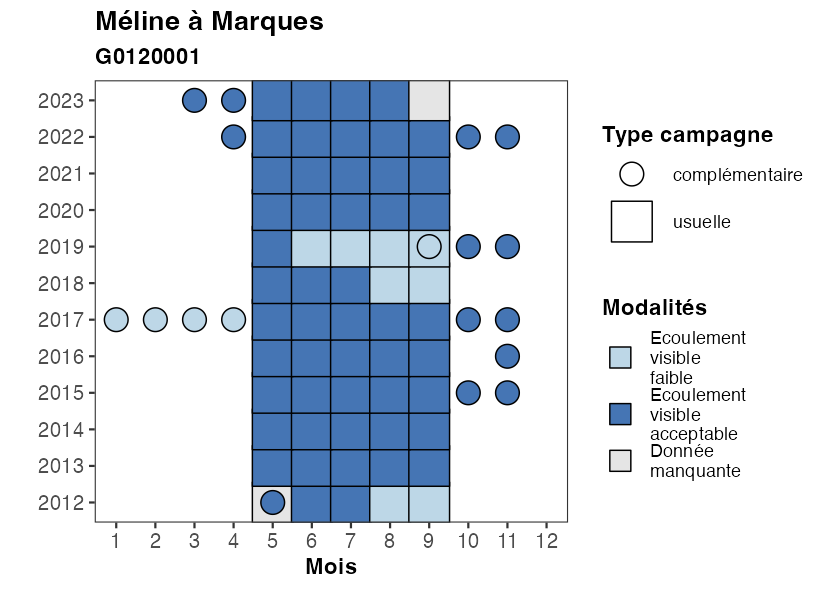 Méline à Marques
G0120001
2023
2022
2021
2020
2019
2018
2017
2016
2015
2014
2013
2012
1 2 3 4 5 6 7 8 9 10 11 12
Mois
Type campagne
complémentaire
usuelle
Modalités
Ecoulement
visible
faible
Ecoulement
visible
acceptable
Donnée
manquante